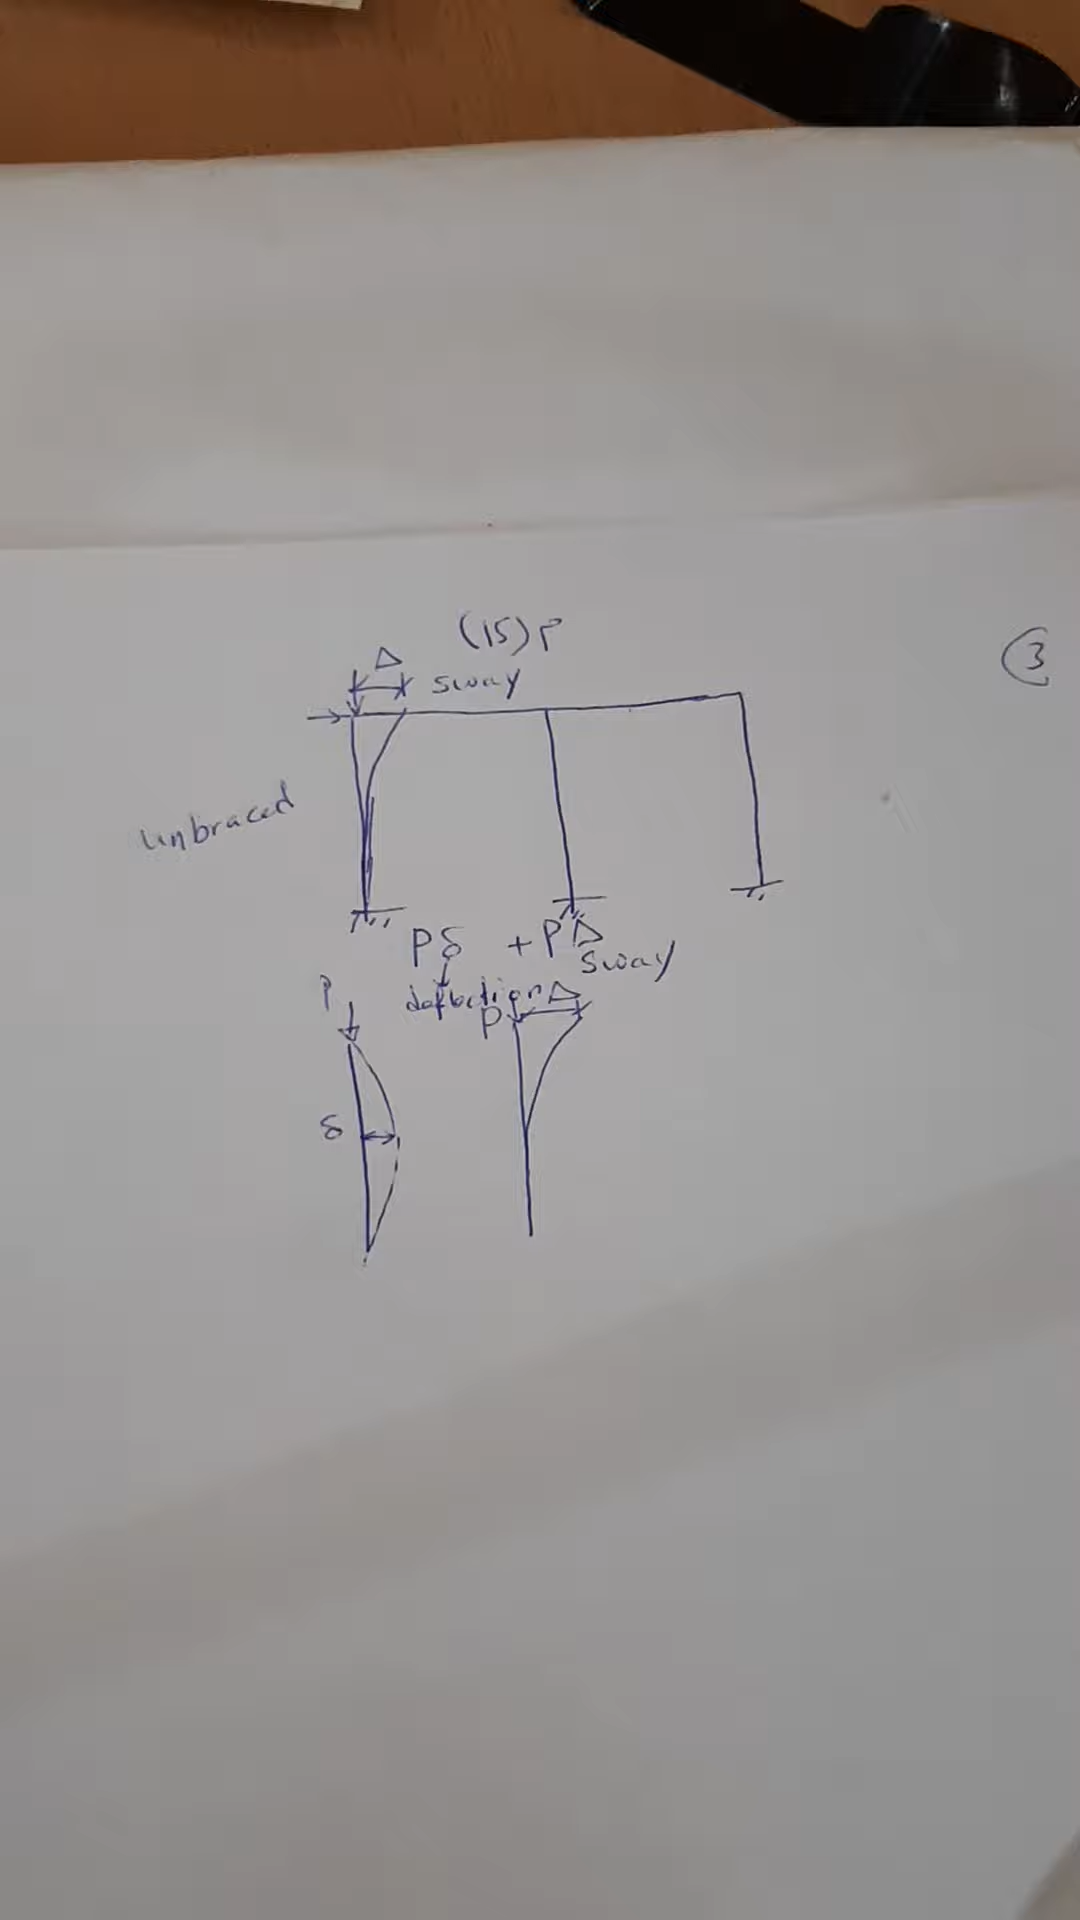 (15) P
③
Δ
sway
unbraced
Pδ + PΔ
sway
deflection
Δ
P
P
δ